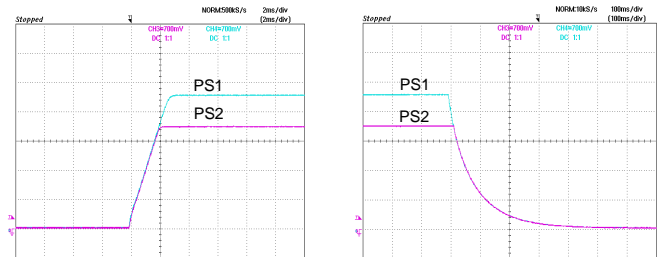 Stopped
NORM:500kS/s 2ms/div
(2ms/div)
CH3=700mV CH4=700mV
DC 1:1 DC 1:1
PS1
PS2
Stopped
NORM:10kS/s 100ms/div
(100ms/div)
CH3=700mV CH4=700mV
DC 1:1 DC 1:1
PS1
PS2